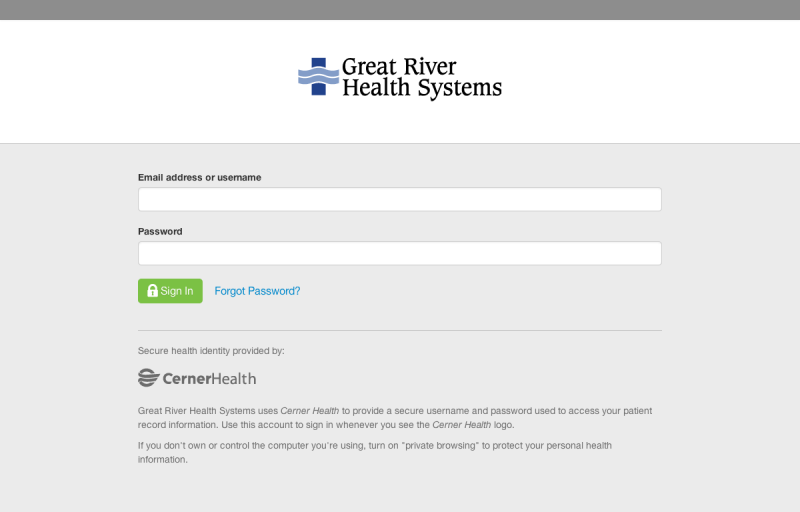 Great River
Health Systems
Email address or username
Password
Sign In
Forgot Password?
Secure health identity provided by:
CernerHealth
Great River Health Systems uses Cerner Health to provide a secure username and password used to access your patient
record information. Use this account to sign in whenever you see the Cerner Health logo.
If you don't own or control the computer you're using, turn on "private browsing" to protect your personal health
information.